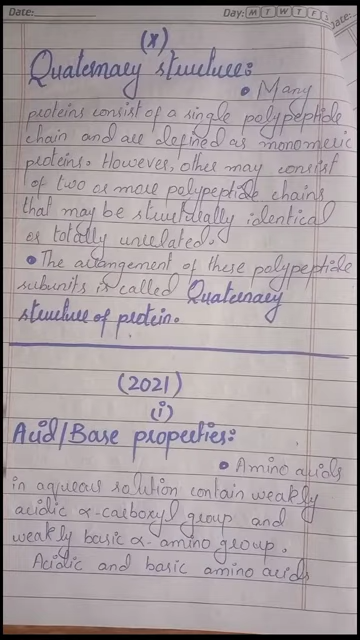 Date:
Day: M T W T F S
Date:
(x)
Quaternary structure:
• Many
proteins consist of a single polypeptide
chain and are defined as monomeric
proteins. However, other may consist
of two or more polypeptide chains
that may be structurally identical
or totally unrelated.
• The arrangement of these polypeptide
subunits is called Quaternary
structure of protein.
(2021)
(i)
Acid/Base properties:
• Amino acids
in aqueous solution contain weakly
acidic α-carboxyl group and
weakly basic α-amino group.
Acidic and basic amino acids